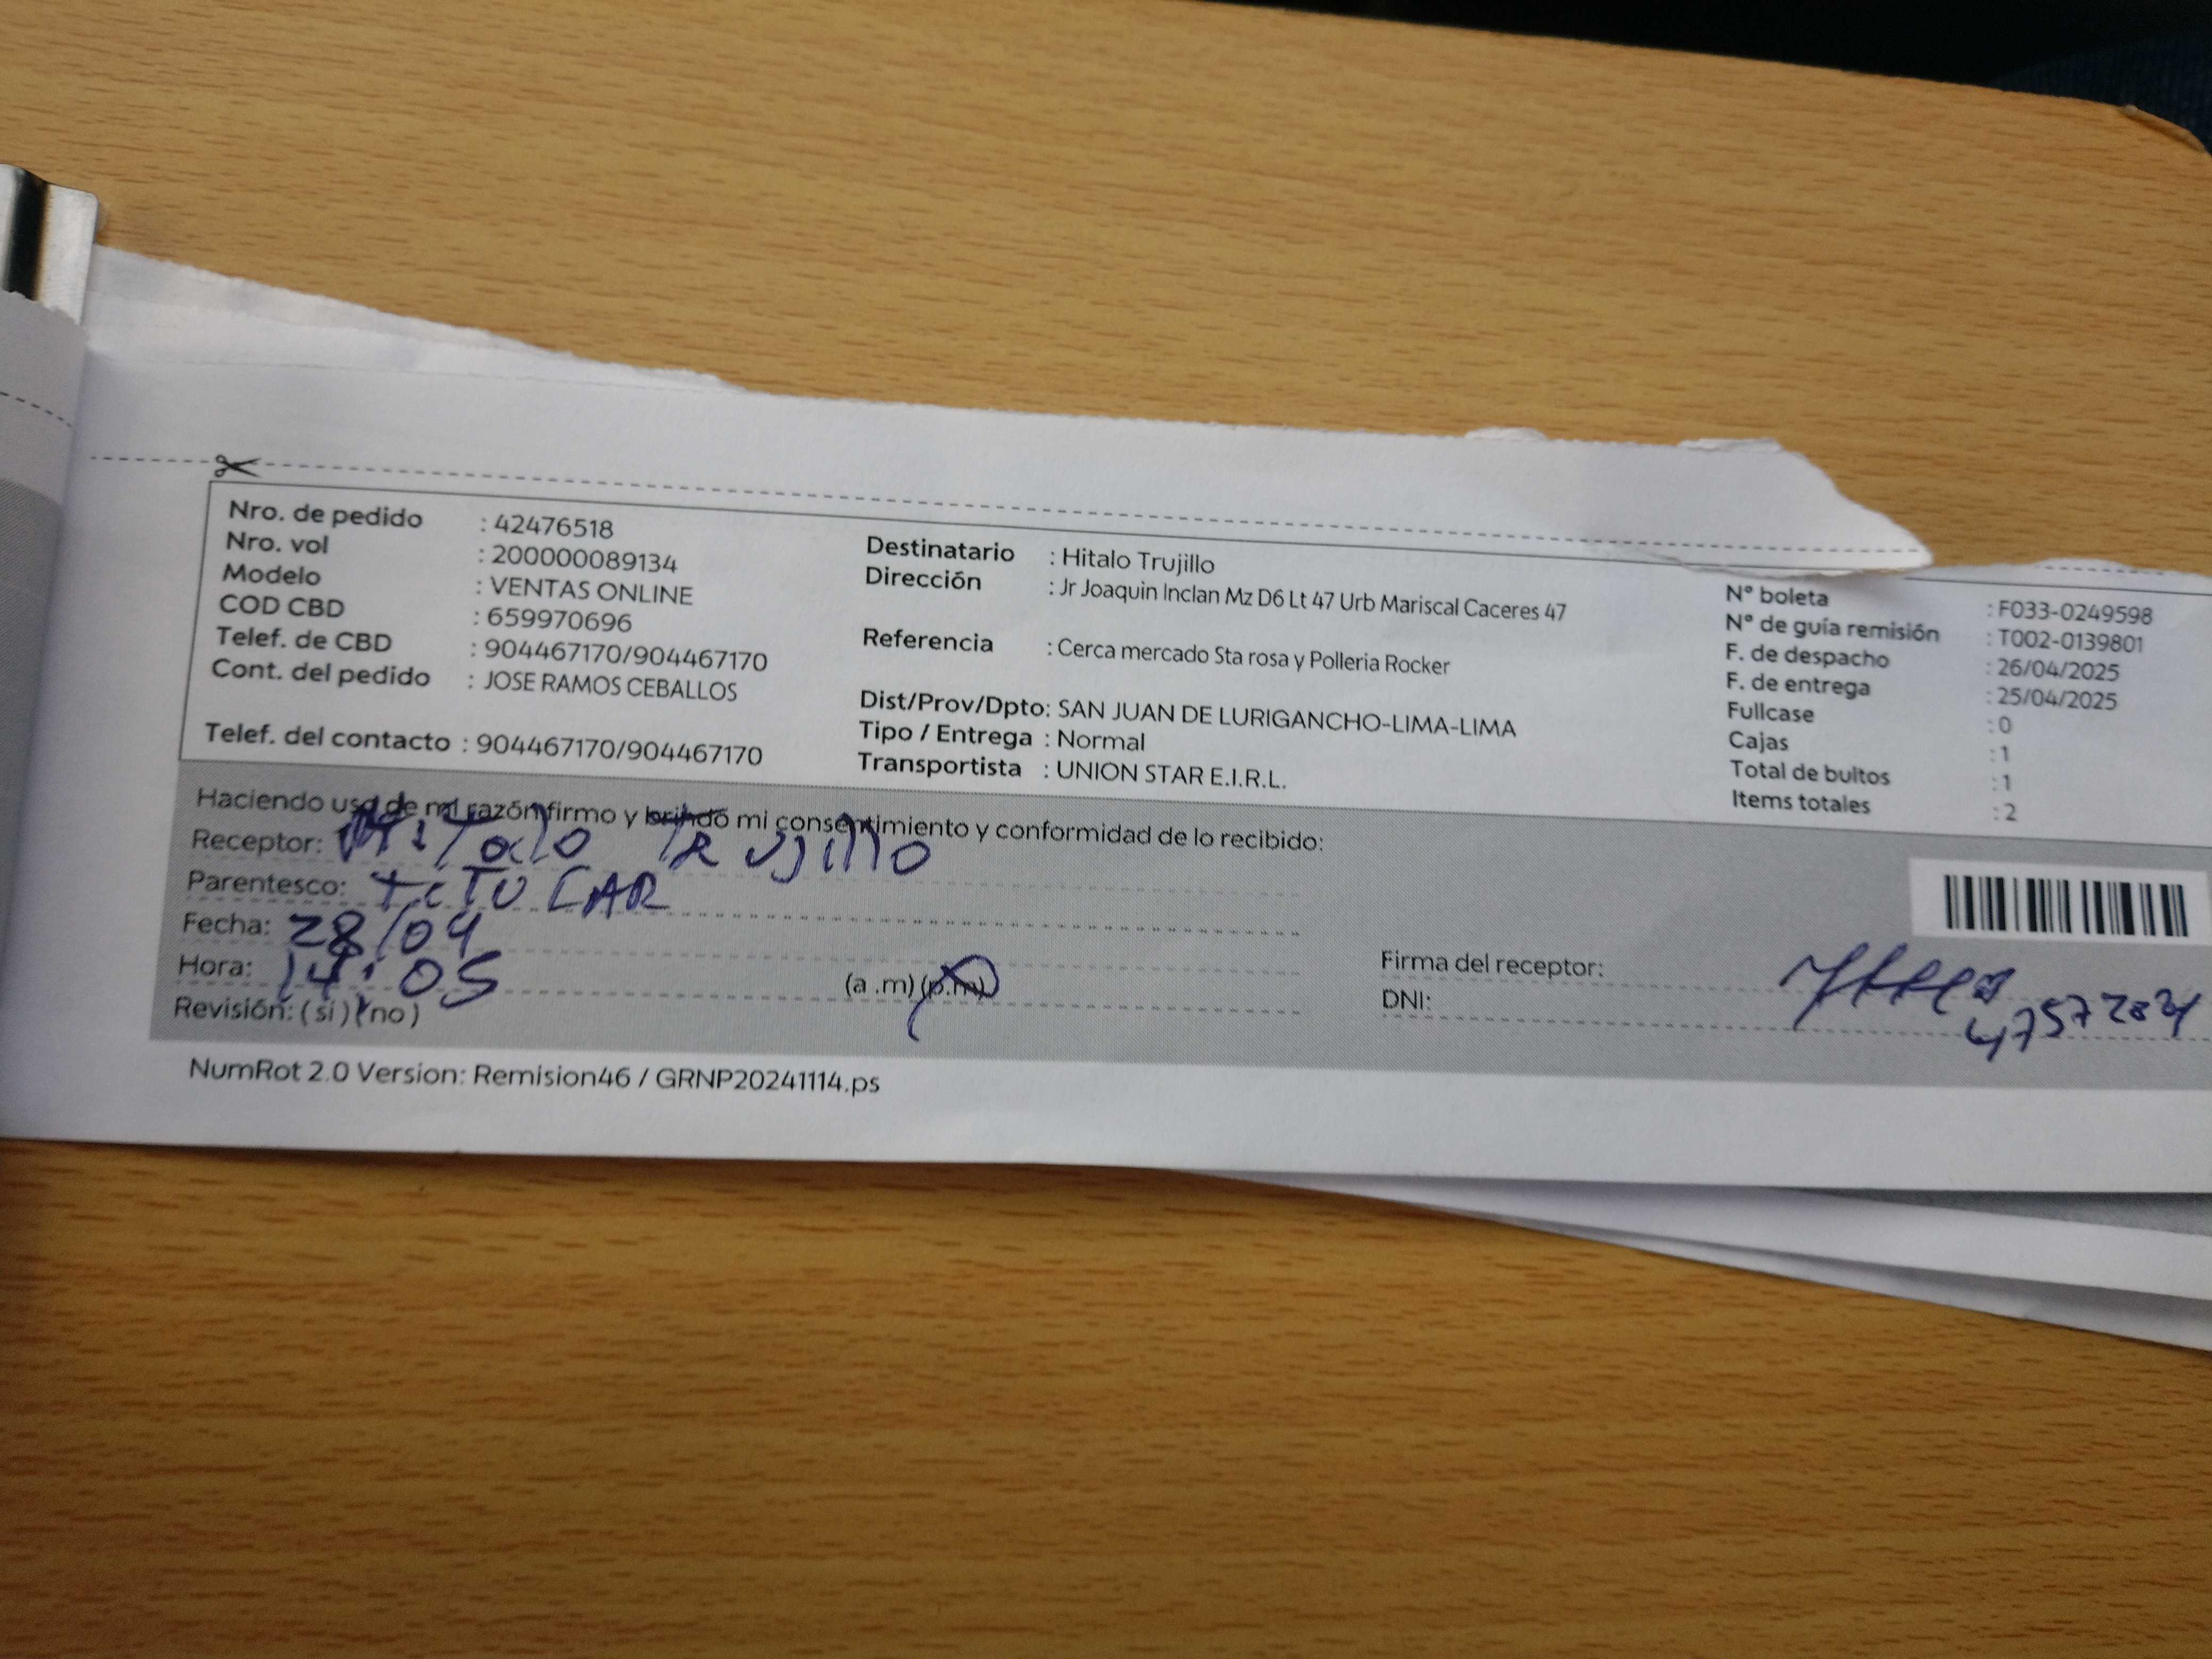 Nro. de pedido : 42476518
Nro. vol : 200000089134
Modelo : VENTAS ONLINE
COD CBD : 659970696
Telef. de CBD : 904467170/904467170
Cont. del pedido : JOSE RAMOS CEBALLOS
Telef. del contacto : 904467170/904467170
Destinatario : Hitalo Trujillo
Dirección : Jr Joaquin Inclan Mz D6 Lt 47 Urb Mariscal Caceres 47
Referencia : Cerca mercado Sta rosa y Polleria Rocker
Dist/Prov/Dpto: SAN JUAN DE LURIGANCHO-LIMA-LIMA
Tipo / Entrega : Normal
Transportista : UNION STAR E.I.R.L.
N° boleta : F033-0249598
N° de guía remisión : T002-0139801
F. de despacho : 26/04/2025
F. de entrega : 25/04/2025
Fullcase : 0
Cajas : 1
Total de bultos : 1
Items totales : 2
Haciendo uso de mi razón firmo y brindo mi consentimiento y conformidad de lo recibido:
Receptor: Hitalo Trujillo
Parentesco: TiTULAR
Fecha: 28/04
Hora: 14:05 (a .m) (p.m)
Revisión: ( si ) ( no )
Firma del receptor:
DNI:
NumRot 2.0 Version: Remision46 / GRNP20241114.ps